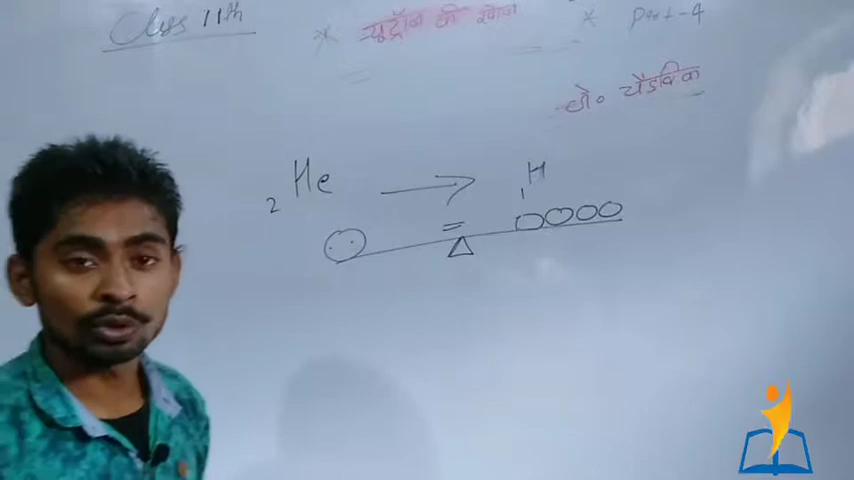 Class 11th * न्यूट्रॉन की खोज * Part-4
चै० चैडविक
₂He → ₁H
=